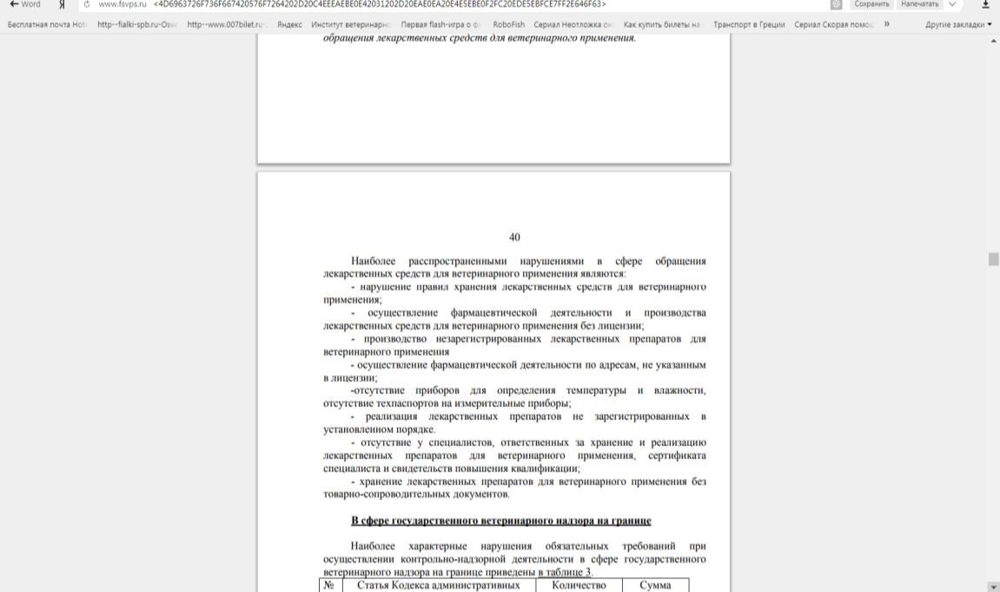 Word
Я
www.fsvps.ru <4D6963726F736F667420576F7264202D20C4EEEAEBE0E42031202D20EAE0EA20E4E5EBE0F2FC20EDE5EBFCE7FF2E646F63>
Сохранить
Напечатать
Бесплатная почта Hot
http--fialki-spb.ru-Osve
http--www.007bilet.ru-
Яндекс
Институт ветеринарн
Первая flash-игра о ф
RoboFish
Сериал Неотложка он
Как купить билеты на
Транспорт в Греции
Сериал Скорая помощ
»
Другие закладки
обращения лекарственных средств для ветеринарного применения.
40
Наиболее распространенными нарушениями в сфере обращения
лекарственных средств для ветеринарного применения являются:
- нарушение правил хранения лекарственных средств для ветеринарного
применения;
- осуществление фармацевтической деятельности и производства
лекарственных средств для ветеринарного применения без лицензии;
- производство незарегистрированных лекарственных препаратов для
ветеринарного применения
- осуществление фармацевтической деятельности по адресам, не указанным
в лицензии;
-отсутствие приборов для определения температуры и влажности,
отсутствие техпаспортов на измерительные приборы;
- реализация лекарственных препаратов не зарегистрированных в
установленном порядке.
- отсутствие у специалистов, ответственных за хранение и реализацию
лекарственных препаратов для ветеринарного применения, сертификата
специалиста и свидетельств повышения квалификации;
- хранение лекарственных препаратов для ветеринарного применения без
товарно-сопроводительных документов.
В сфере государственного ветеринарного надзора на границе
Наиболее характерные нарушения обязательных требований при
осуществлении контрольно-надзорной деятельности в сфере государственного
ветеринарного надзора на границе приведены в таблице 3.
№ Статья Кодекса административных Количество Сумма